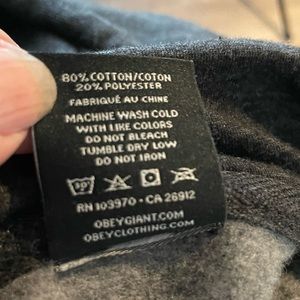 80% COTTON/COTON
20% POLYESTER
FABRIQUÉ AU CHINE
MACHINE WASH COLD
WITH LIKE COLORS
DO NOT BLEACH
TUMBLE DRY LOW
DO NOT IRON
RN 103970 • CA 26912
OBEYGIANT.COM
OBEYCLOTHING.COM